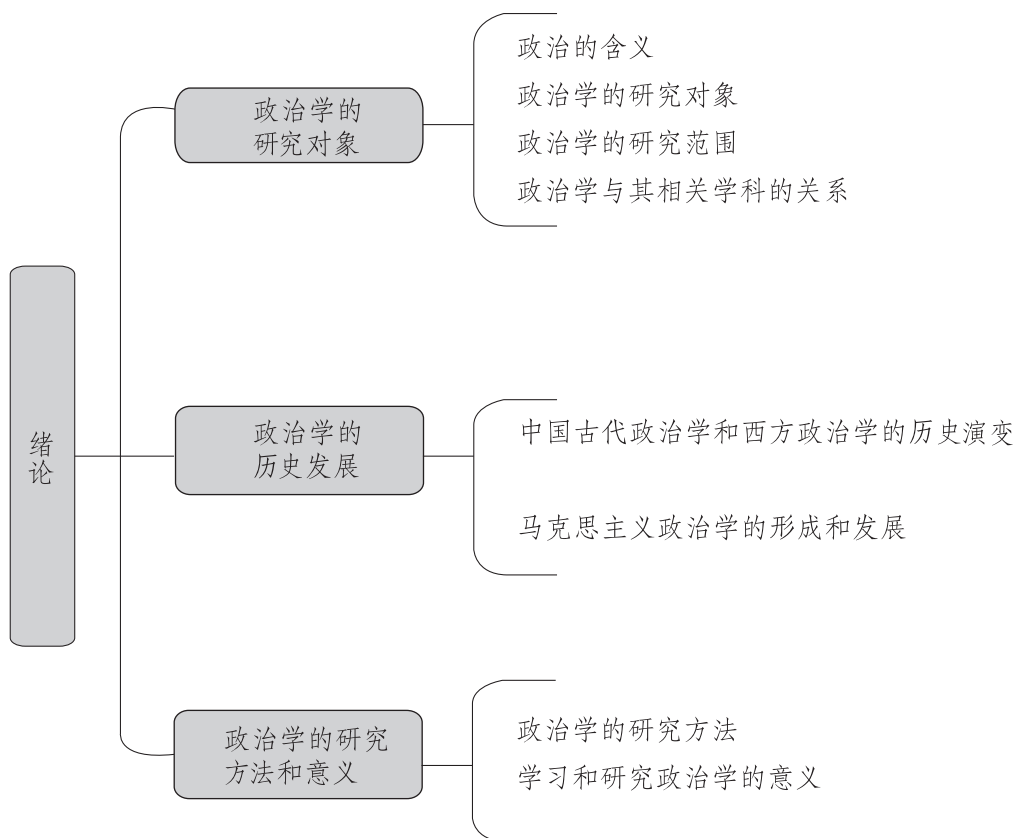 绪论
政治学的
研究对象
政治的含义
政治学的研究对象
政治学的研究范围
政治学与其相关学科的关系
政治学的
历史发展
中国古代政治学和西方政治学的历史演变
马克思主义政治学的形成和发展
政治学的研究
方法和意义
政治学的研究方法
学习和研究政治学的意义